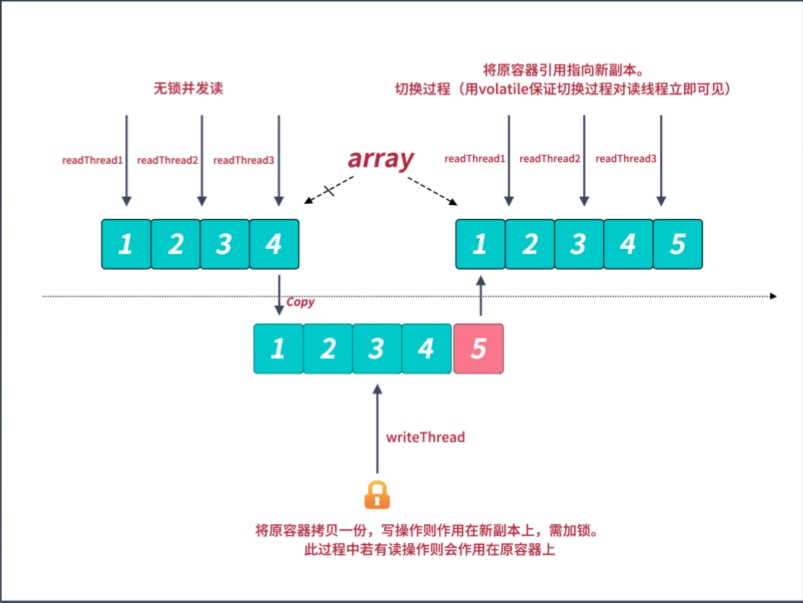 将原容器引用指向新副本。
无锁并发读
切换过程（用volatile保证切换过程对读线程立即可见）
readThread1 readThread2 readThread3
array
readThread1 readThread2 readThread3
1 2 3 4
1 2 3 4 5
Copy
1 2 3 4 5
writeThread
将原容器拷贝一份，写操作则作用在新副本上，需加锁。
此过程中若有读操作则会作用在原容器上